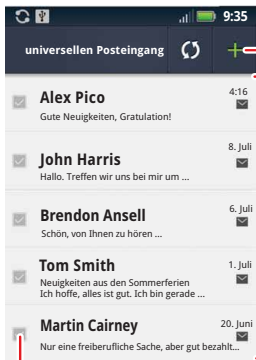 9:35
universellen Posteingang
Alex Pico
4:16
Gute Neuigkeiten, Gratulation!
John Harris
8. Juli
Hallo. Treffen wir uns bei mir um ...
Brendon Ansell
6. Juli
Schön, von Ihnen zu hören ...
Tom Smith
1. Juli
Neuigkeiten aus den Sommerferien
Ich hoffe, alles ist gut. Ich bin gerade ...
Martin Cairney
20. Juni
Nur eine freiberufliche Sache, aber gut bezahlt...